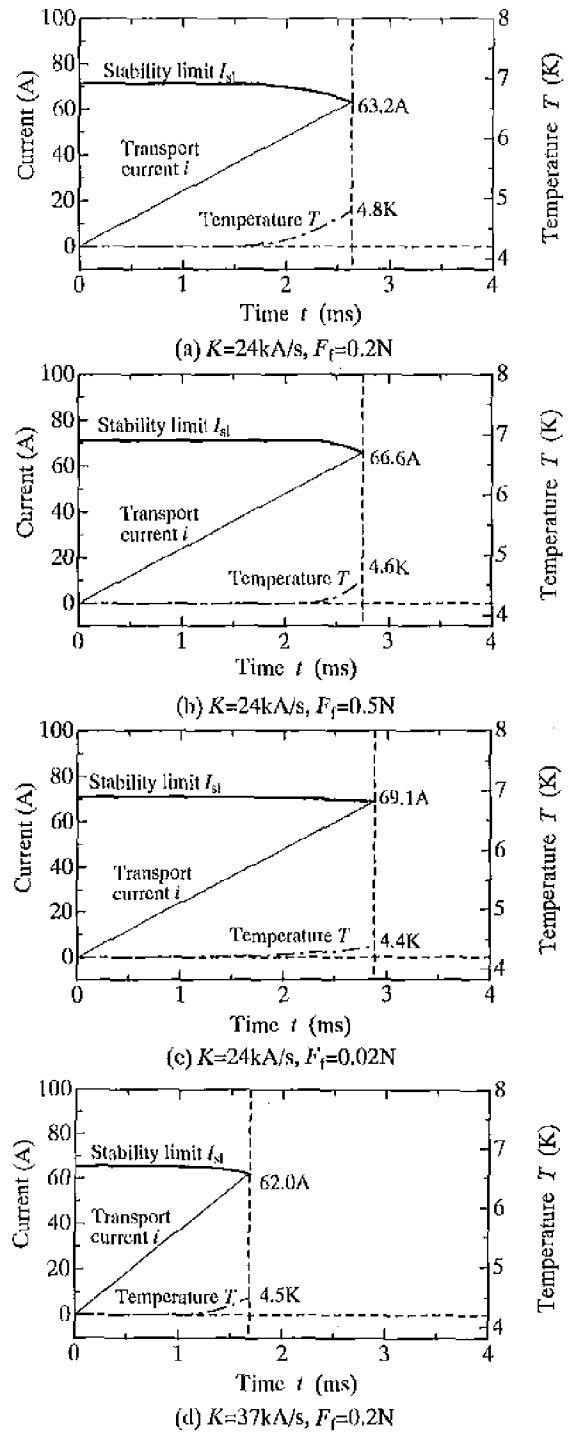 100
80
60
40
20
0
Current (A)
Stability limit Isl
Transport
current i
Temperature T
63.2A
4.8K
8
7
6
5
4
Temperature T (K)
0 1 2 3 4
Time t (ms)
(a) K=24kA/s, Ff=0.2N
100
80
60
40
20
0
Current (A)
Stability limit Isl
Transport
current i
Temperature T
66.6A
4.6K
8
7
6
5
4
Temperature T (K)
0 1 2 3 4
Time t (ms)
(b) K=24kA/s, Ff=0.5N
100
80
60
40
20
0
Current (A)
Stability limit Isl
Transport
current i
Temperature T
69.1A
4.4K
8
7
6
5
4
Temperature T (K)
0 1 2 3 4
Time t (ms)
(c) K=24kA/s, Ff=0.02N
100
80
60
40
20
0
Current (A)
Stability limit Isl
Transport
current i
Temperature T
62.0A
4.5K
8
7
6
5
4
Temperature T (K)
0 1 2 3 4
Time t (ms)
(d) K=37kA/s, Ff=0.2N